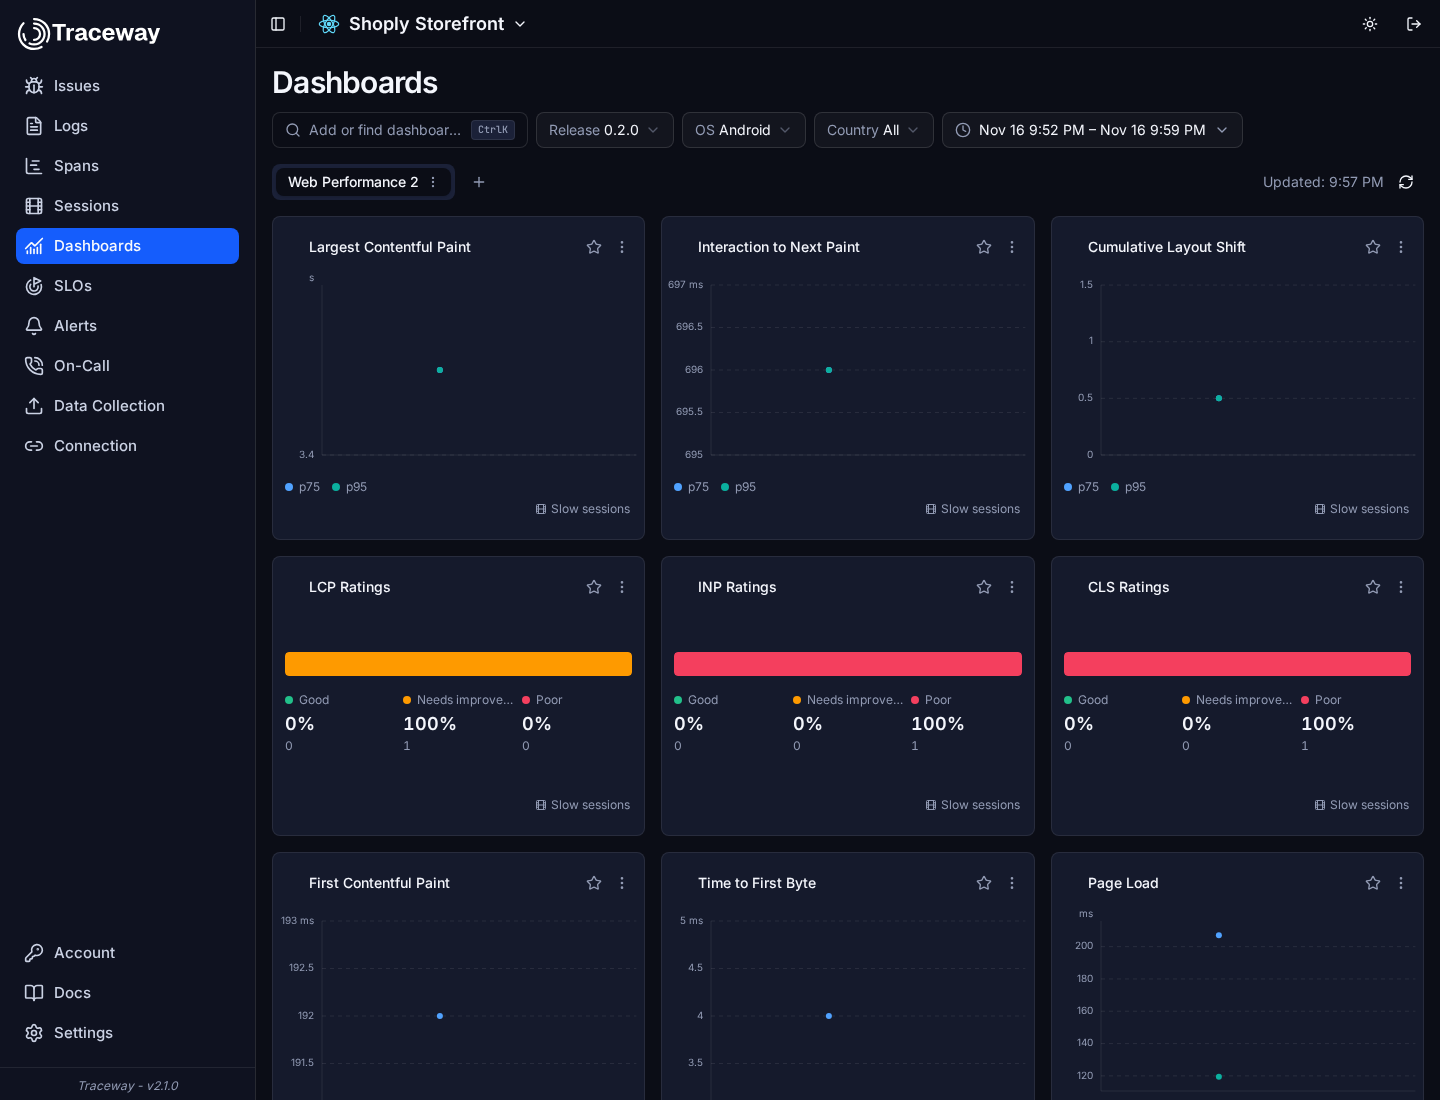 Traceway
Shoply Storefront
Issues
Logs
Spans
Sessions
Dashboards
SLOs
Alerts
On-Call
Data Collection
Connection
Account
Docs
Settings
Traceway - v2.1.0
Dashboards
Add or find dashboar... CtrlK
Release 0.2.0
OS Android
Country All
Nov 16 9:52 PM – Nov 16 9:59 PM
Web Performance 2
Updated: 9:57 PM
Largest Contentful Paint
s
3.4
p75 p95
Slow sessions
Interaction to Next Paint
697 ms
696.5
696
695.5
695
p75 p95
Slow sessions
Cumulative Layout Shift
1.5
1
0.5
0
p75 p95
Slow sessions
LCP Ratings
Good Needs improve... Poor
0% 100% 0%
0 1 0
Slow sessions
INP Ratings
Good Needs improve... Poor
0% 0% 100%
0 0 1
Slow sessions
CLS Ratings
Good Needs improve... Poor
0% 0% 100%
0 0 1
Slow sessions
First Contentful Paint
193 ms
192.5
192
191.5
Time to First Byte
5 ms
4.5
4
3.5
Page Load
ms
200
180
160
140
120